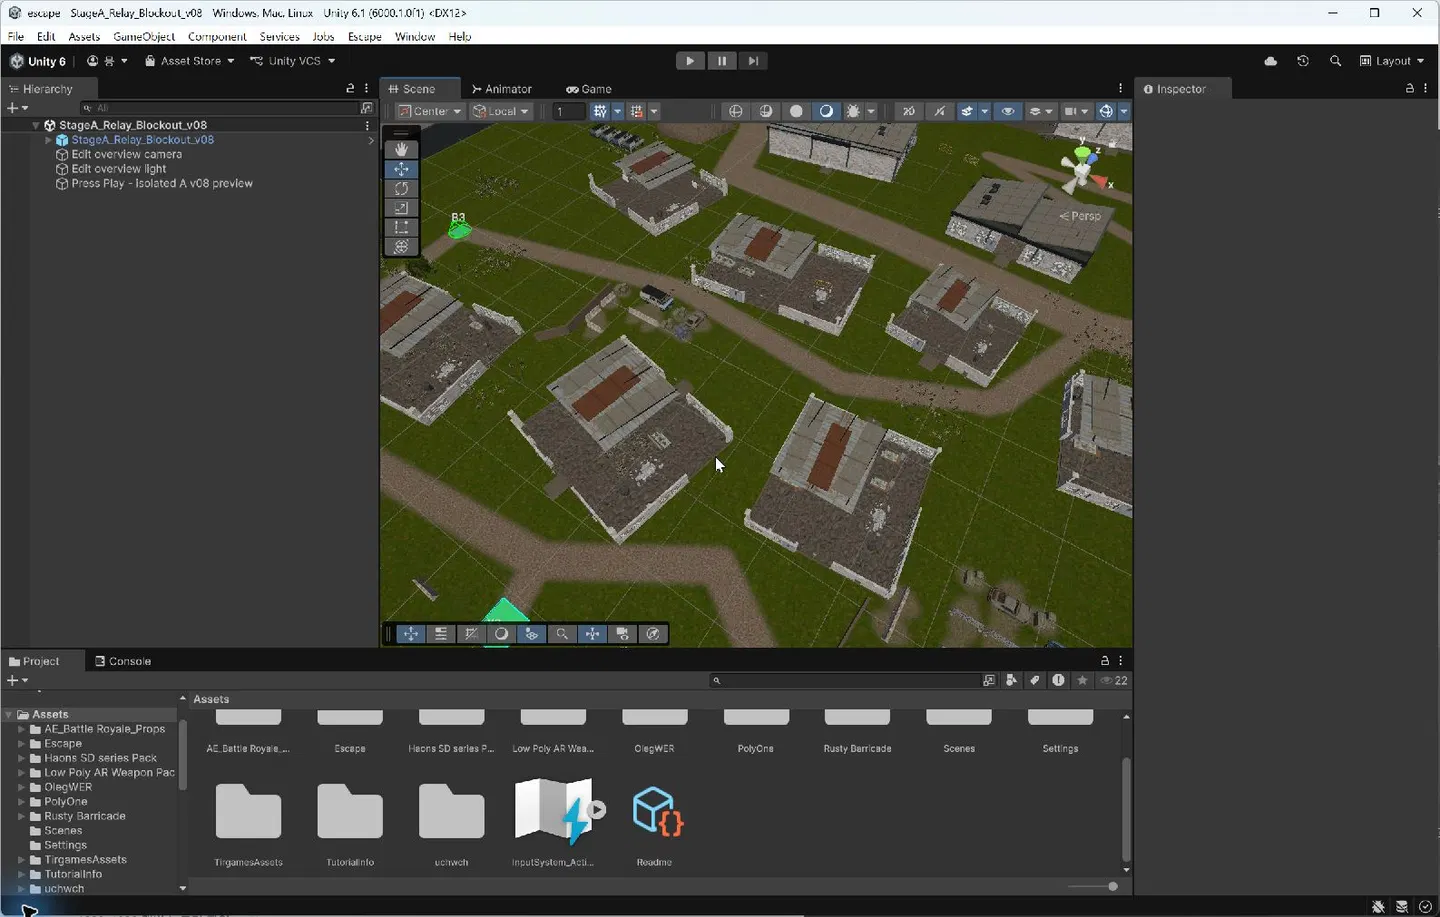 escape - StageA_Relay_Blockout_v08 - Windows, Mac, Linux - Unity 6.1 (6000.1.0f1) <DX12>
File Edit Assets GameObject Component Services Jobs Escape Window Help
Unity 6 Asset Store Unity VCS Layout
Hierarchy
All
StageA_Relay_Blockout_v08
StageA_Relay_Blockout_v08
Edit overview camera
Edit overview light
Press Play - Isolated A v08 preview
Scene Animator Game
Center Local 1 2D
B3
y
z
x
Persp
Inspector
Project Console
22
Assets
AE_Battle Royale_Props
Escape
Haons SD series Pack
Low Poly AR Weapon Pac
OlegWER
PolyOne
Rusty Barricade
Scenes
Settings
TirgamesAssets
TutorialInfo
uchwch
Assets
AE_Battle Royale_... Escape Haons SD series P... Low Poly AR Wea... OlegWER PolyOne Rusty Barricade Scenes Settings
TirgamesAssets TutorialInfo uchwch InputSystem_Acti... Readme